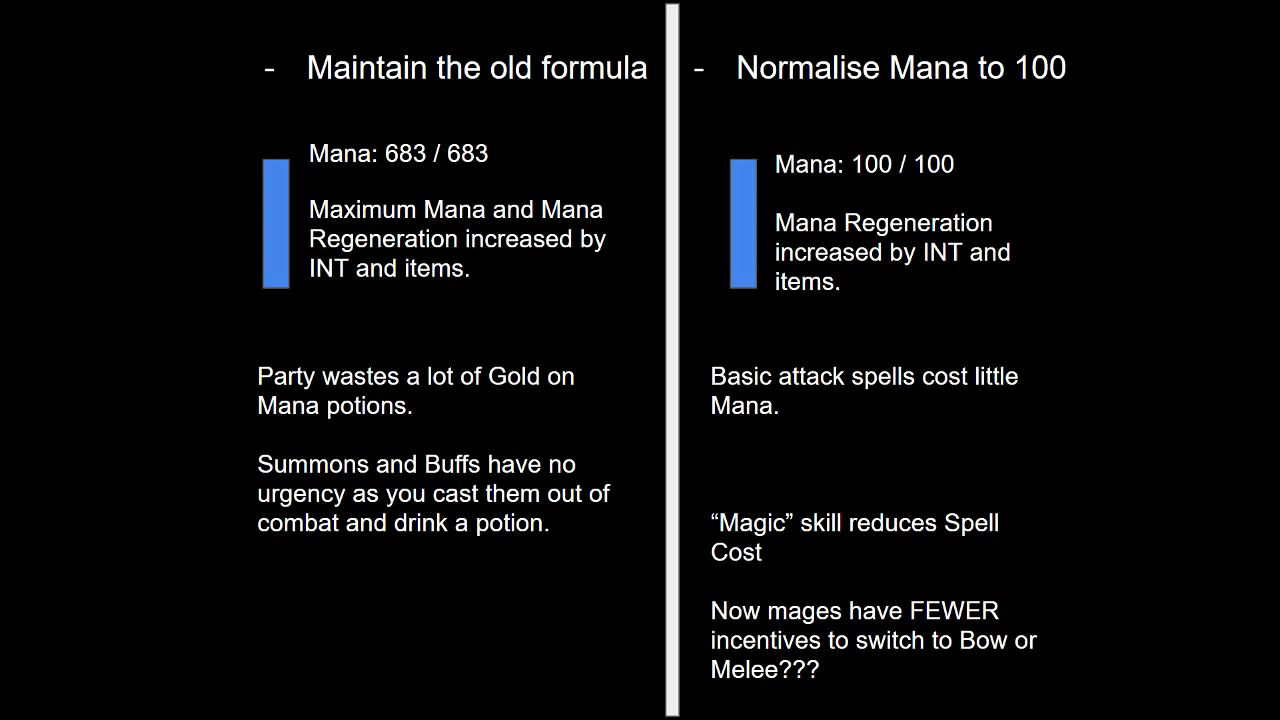 - Maintain the old formula
Mana: 683 / 683
Maximum Mana and Mana
Regeneration increased by
INT and items.
Party wastes a lot of Gold on
Mana potions.
Summons and Buffs have no
urgency as you cast them out of
combat and drink a potion.
- Normalise Mana to 100
Mana: 100 / 100
Mana Regeneration
increased by INT and
items.
Basic attack spells cost little
Mana.
“Magic” skill reduces Spell
Cost
Now mages have FEWER
incentives to switch to Bow or
Melee???